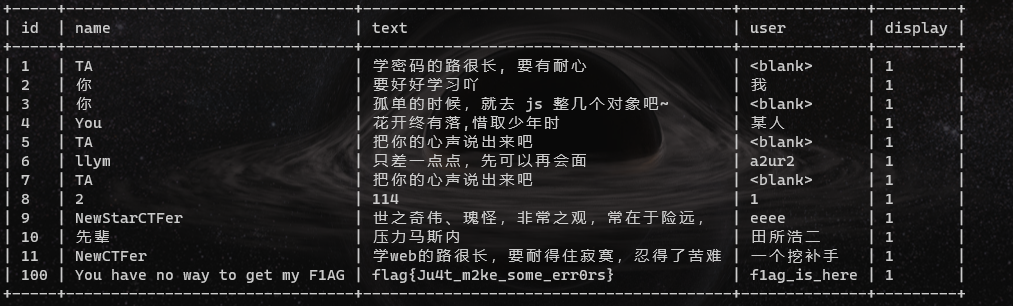 id name text user display
1 TA 学密码的路很长，要有耐心 <blank> 1
2 你 要好好学习吖 我 1
3 你 孤单的时候，就去 js 整几个对象吧~ <blank> 1
4 You 花开终有落,惜取少年时 某人 1
5 TA 把你的心声说出来吧 <blank> 1
6 llym 只差一点点，先可以再会面 a2ur2 1
7 TA 把你的心声说出来吧 <blank> 1
8 2 114 1 1
9 NewStarCTFer 世之奇伟、瑰怪，非常之观，常在于险远， eeee 1
10 先辈 压力马斯内 田所浩二 1
11 NewCTFer 学web的路很长，要耐得住寂寞，忍得了苦难 一个挖补手 1
100 You have no way to get my F1AG flag{Ju4t_m2ke_some_err0rs} f1ag_is_here 1